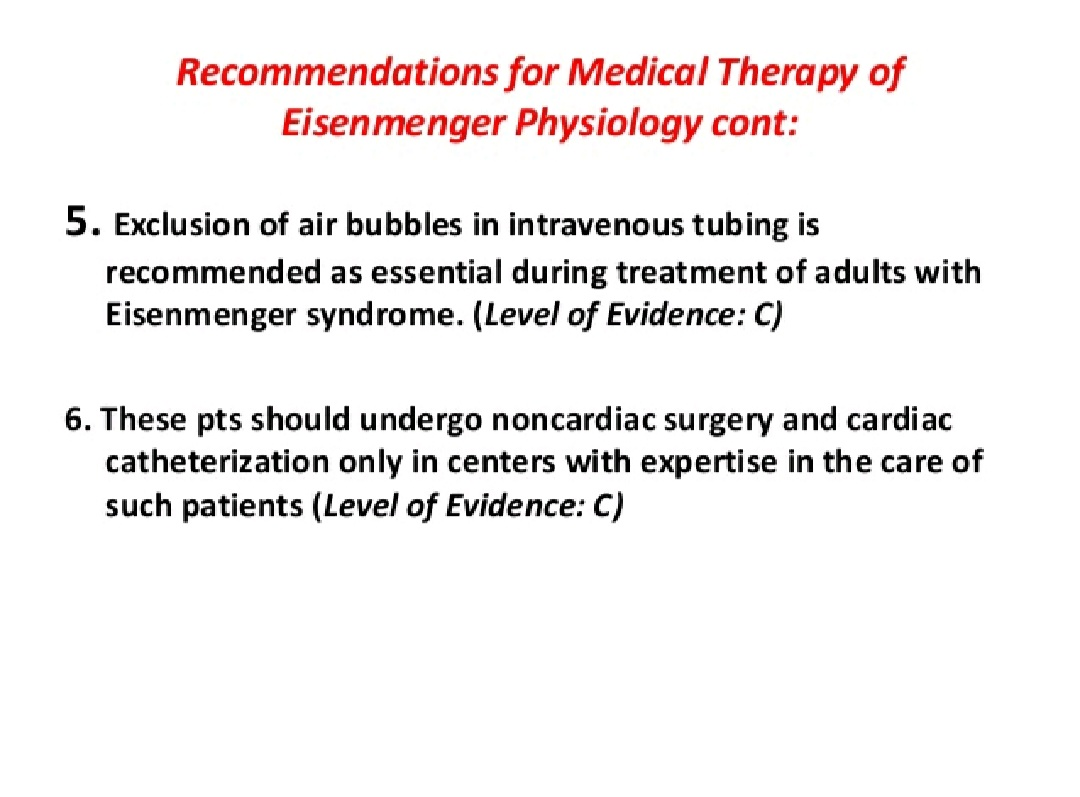 Recommendations for Medical Therapy of
Eisenmenger Physiology cont:
5. Exclusion of air bubbles in intravenous tubing is
recommended as essential during treatment of adults with
Eisenmenger syndrome. (Level of Evidence: C)
6. These pts should undergo noncardiac surgery and cardiac
catheterization only in centers with expertise in the care of
such patients (Level of Evidence: C)